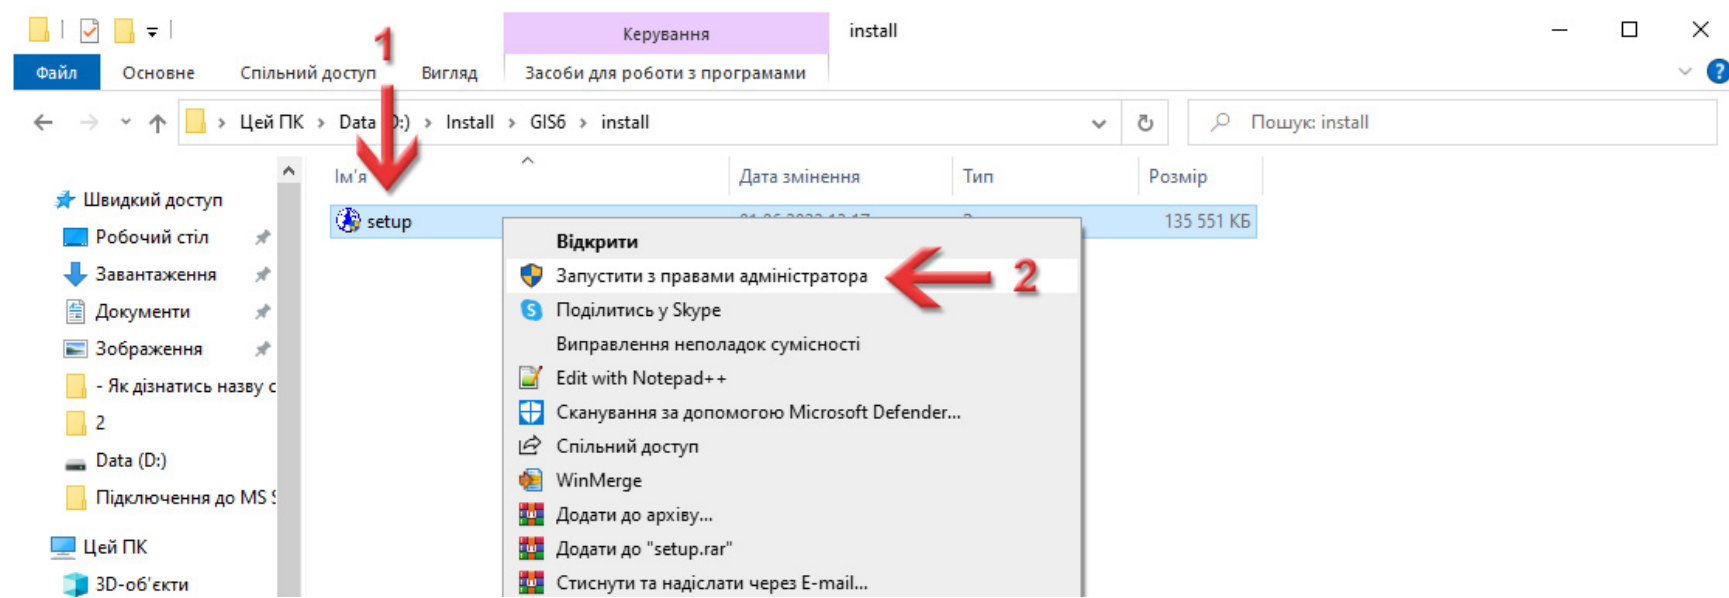 Керування
install
1
Файл
Основне
Спільний доступ
Вигляд
Засоби для роботи з програмами
Цей ПК
Data (D:)
Install
GIS6
install
Пошук: install
Ім'я
Дата змінення
Тип
Розмір
Швидкий доступ
setup
135 551 КБ
Робочий стіл
Відкрити
Завантаження
Запустити з правами адміністратора
2
Документи
Поділитись у Skype
Зображення
Виправлення неполадок сумісності
- Як дізнатись назву с
Edit with Notepad++
2
Сканування за допомогою Microsoft Defender...
Data (D:)
Спільний доступ
Підключення до MS
WinMerge
Додати до архіву...
Цей ПК
Додати до "setup.rar"
3D-об'єкти
Стиснути та надіслати через E-mail...